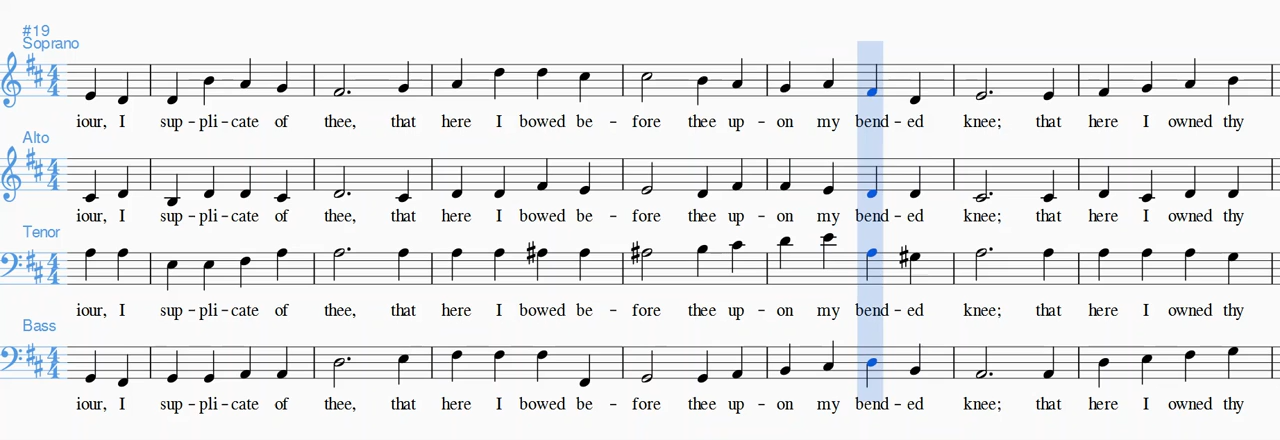 #19
Soprano
iour, I sup – pli – cate of thee, that here I bowed be – fore thee up – on my bend – ed knee; that here I owned thy
Alto
iour, I sup – pli – cate of thee, that here I bowed be – fore thee up – on my bend – ed knee; that here I owned thy
Tenor
iour, I sup – pli – cate of thee, that here I bowed be – fore thee up – on my bend – ed knee; that here I owned thy
Bass
iour, I sup – pli – cate of thee, that here I bowed be – fore thee up – on my bend – ed knee; that here I owned thy